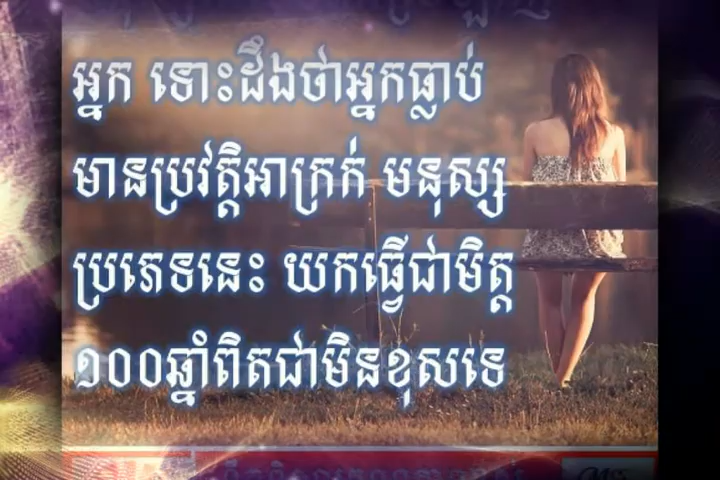 អ្នក ទោះដឹងថាអ្នកធ្លាប់
មានប្រវត្តិអាក្រក់ មនុស្ស
ប្រភេទនេះ យកធ្វើជាមិត្ត
១០០ឆ្នាំពិតជាមិនខុសទេ